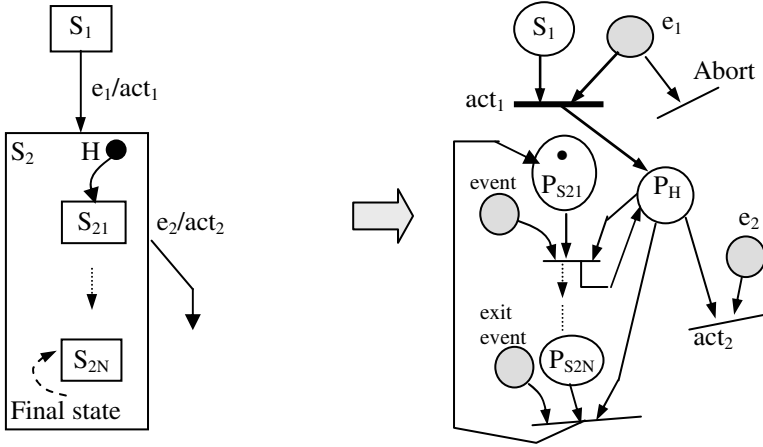 S1
e1/act1
S2
H
S21
e2/act2
S2N
Final state
S1
e1
Abort
act1
PS21
event
PH
e2
act2
exit
event
PS2N